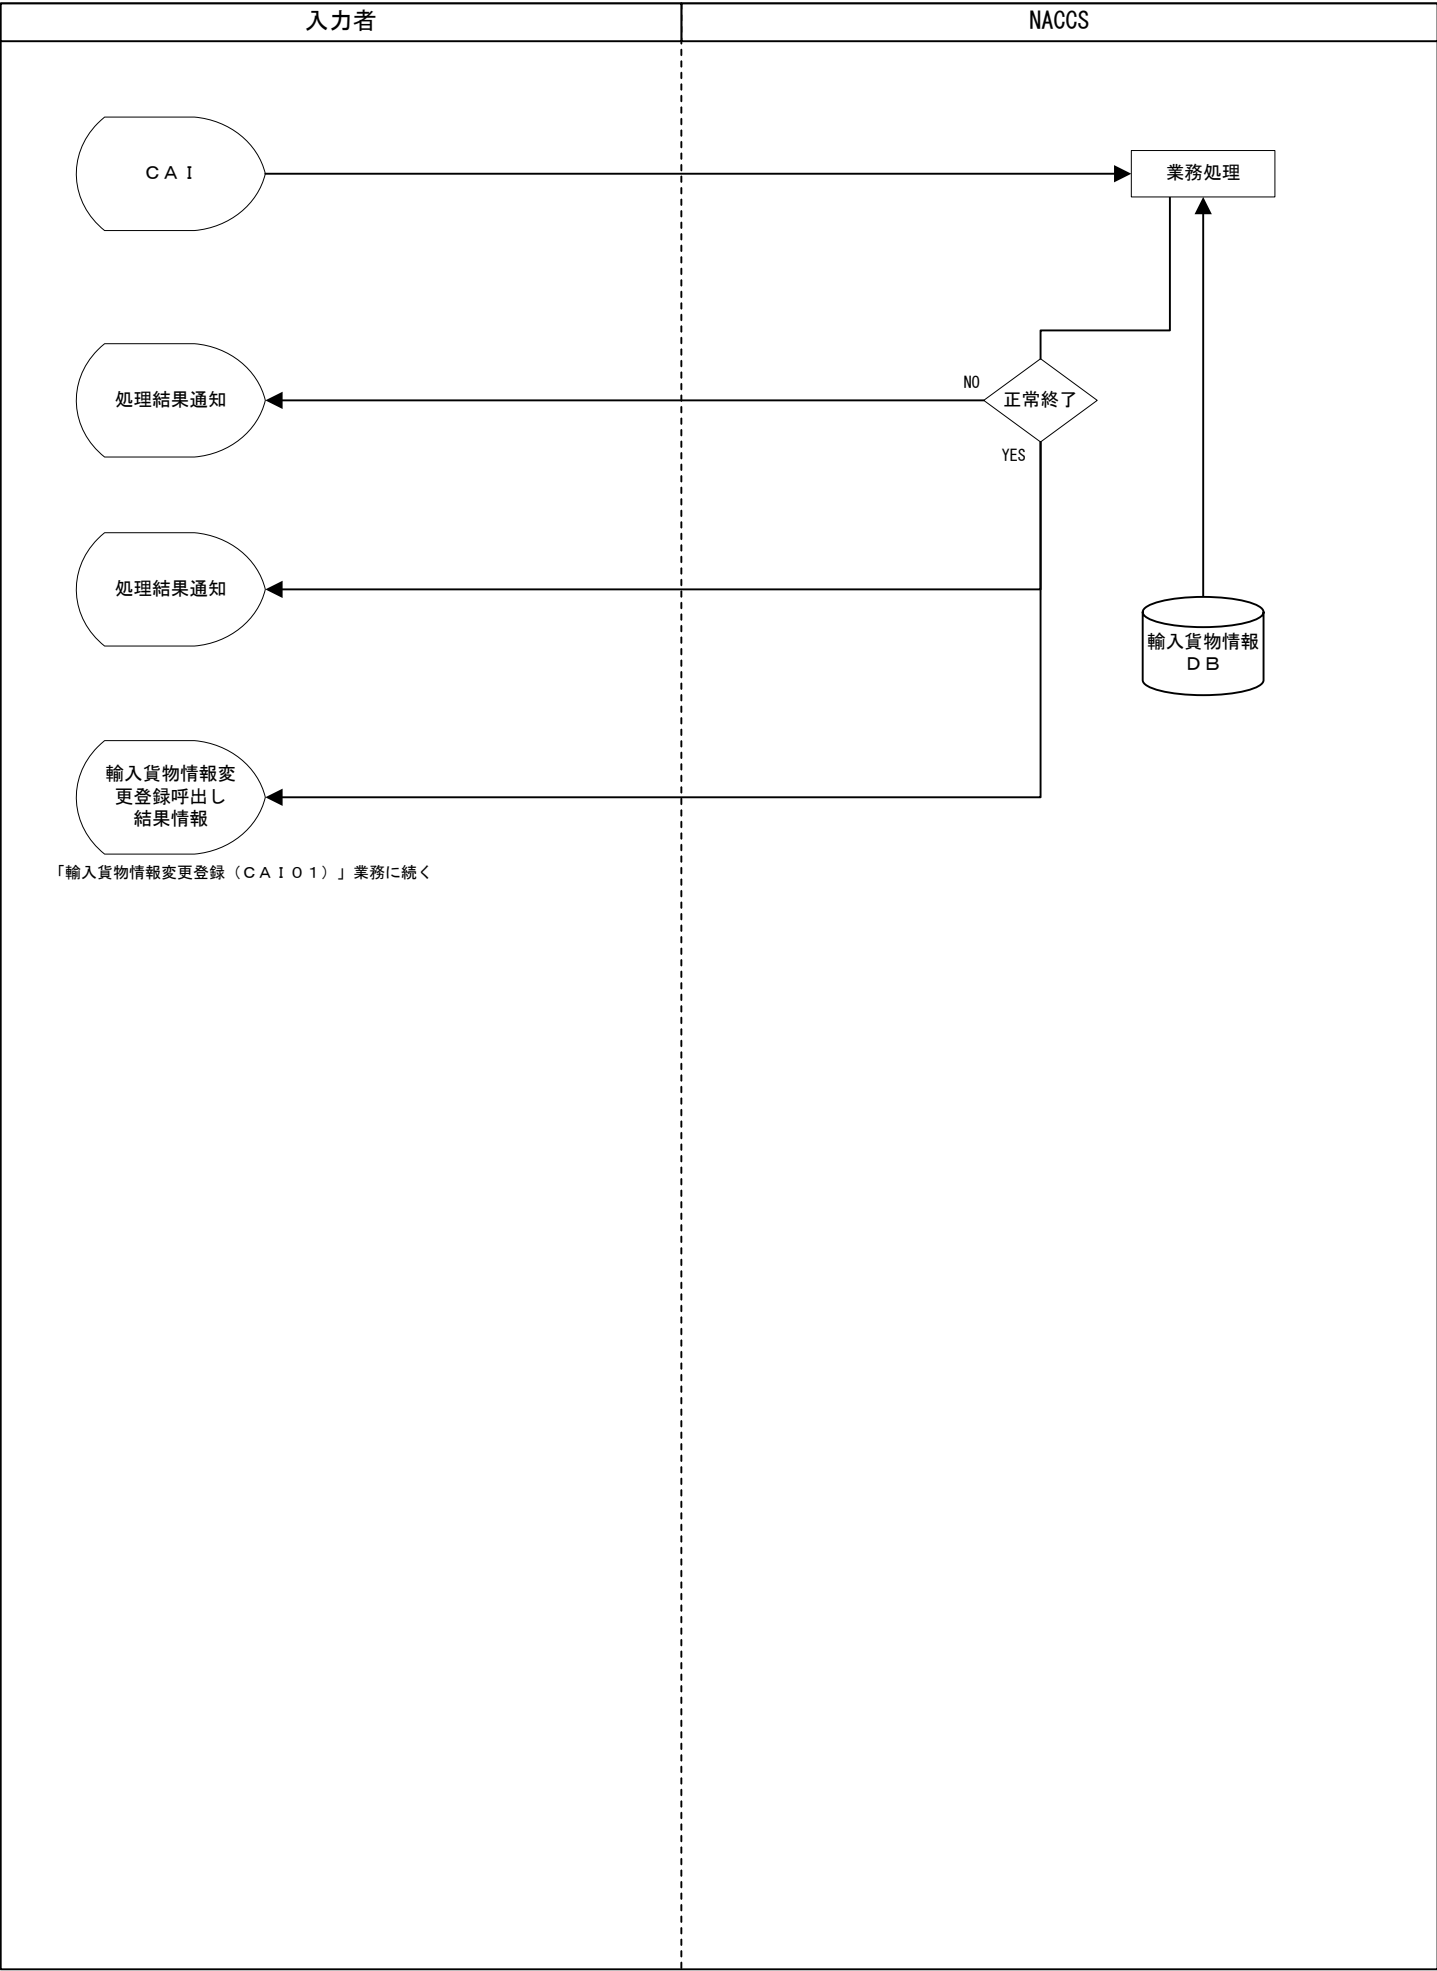 入力者
NACCS
ＣＡＩ
業務処理
処理結果通知
NO
正常終了
YES
処理結果通知
輸入貨物情報
ＤＢ
輸入貨物情報変
更登録呼出し
結果情報
「輸入貨物情報変更登録（ＣＡＩ０１）」業務に続く